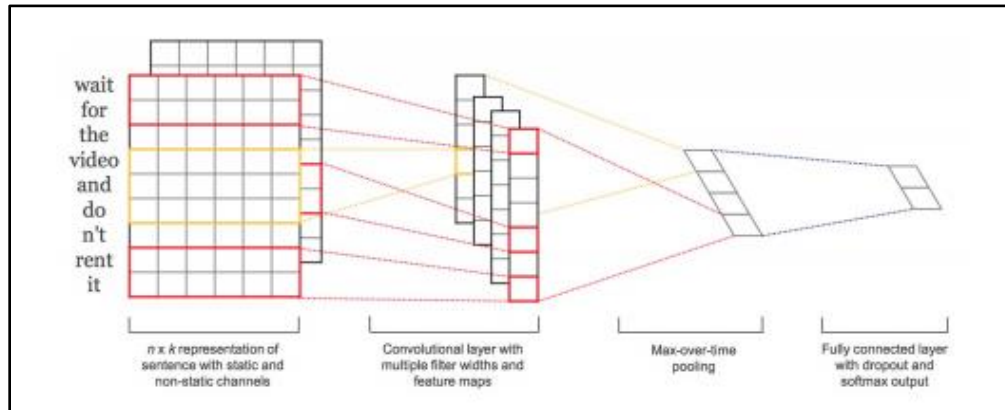 wait
for
the
video
and
do
n't
rent
it
n x k representation of
sentence with static and
non-static channels
Convolutional layer with
multiple filter widths and
feature maps
Max-over-time
pooling
Fully connected layer
with dropout and
softmax output